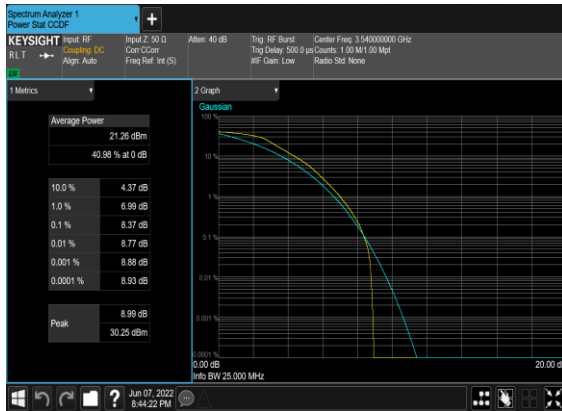 Spectrum Analyzer 1
Power Stat CCDF
KEYSIGHT
RLT
Input: RF
Coupling: DC
Align: Auto
Input Z: 50 Ω
Corr CCorr
Freq Ref: Int (S)
Atten: 40 dB
Trig: RF Burst
Trig Delay: 500.0 µs
#IF Gain: Low
Center Freq: 3.540000000 GHz
Counts: 1.00 M/1.00 Mpt
Radio Std: None
1 Metrics
Average Power
21.26 dBm
40.98 % at 0 dB
10.0 % 4.37 dB
1.0 % 6.99 dB
0.1 % 8.37 dB
0.01 % 8.77 dB
0.001 % 8.88 dB
0.0001 % 8.93 dB
Peak
8.99 dB
30.25 dBm
2 Graph
Gaussian
100 %
10 %
1 %
0.1 %
0.01 %
0.001 %
0.0001 %
0.00 dB
20.00 d
Info BW 25.000 MHz
?
Jun 07, 2022
8:44:22 PM